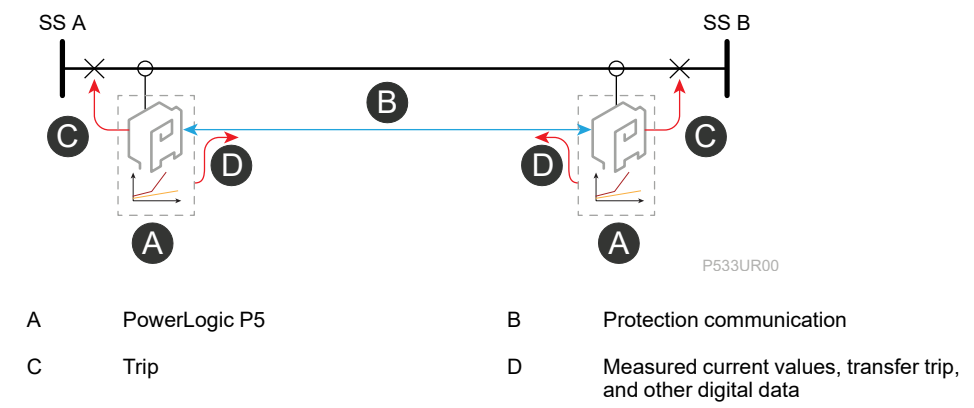 SS A
SS B
B
C
D
D
C
A
A
P533UR00
A PowerLogic P5
B Protection communication
C Trip
D Measured current values, transfer trip,
and other digital data